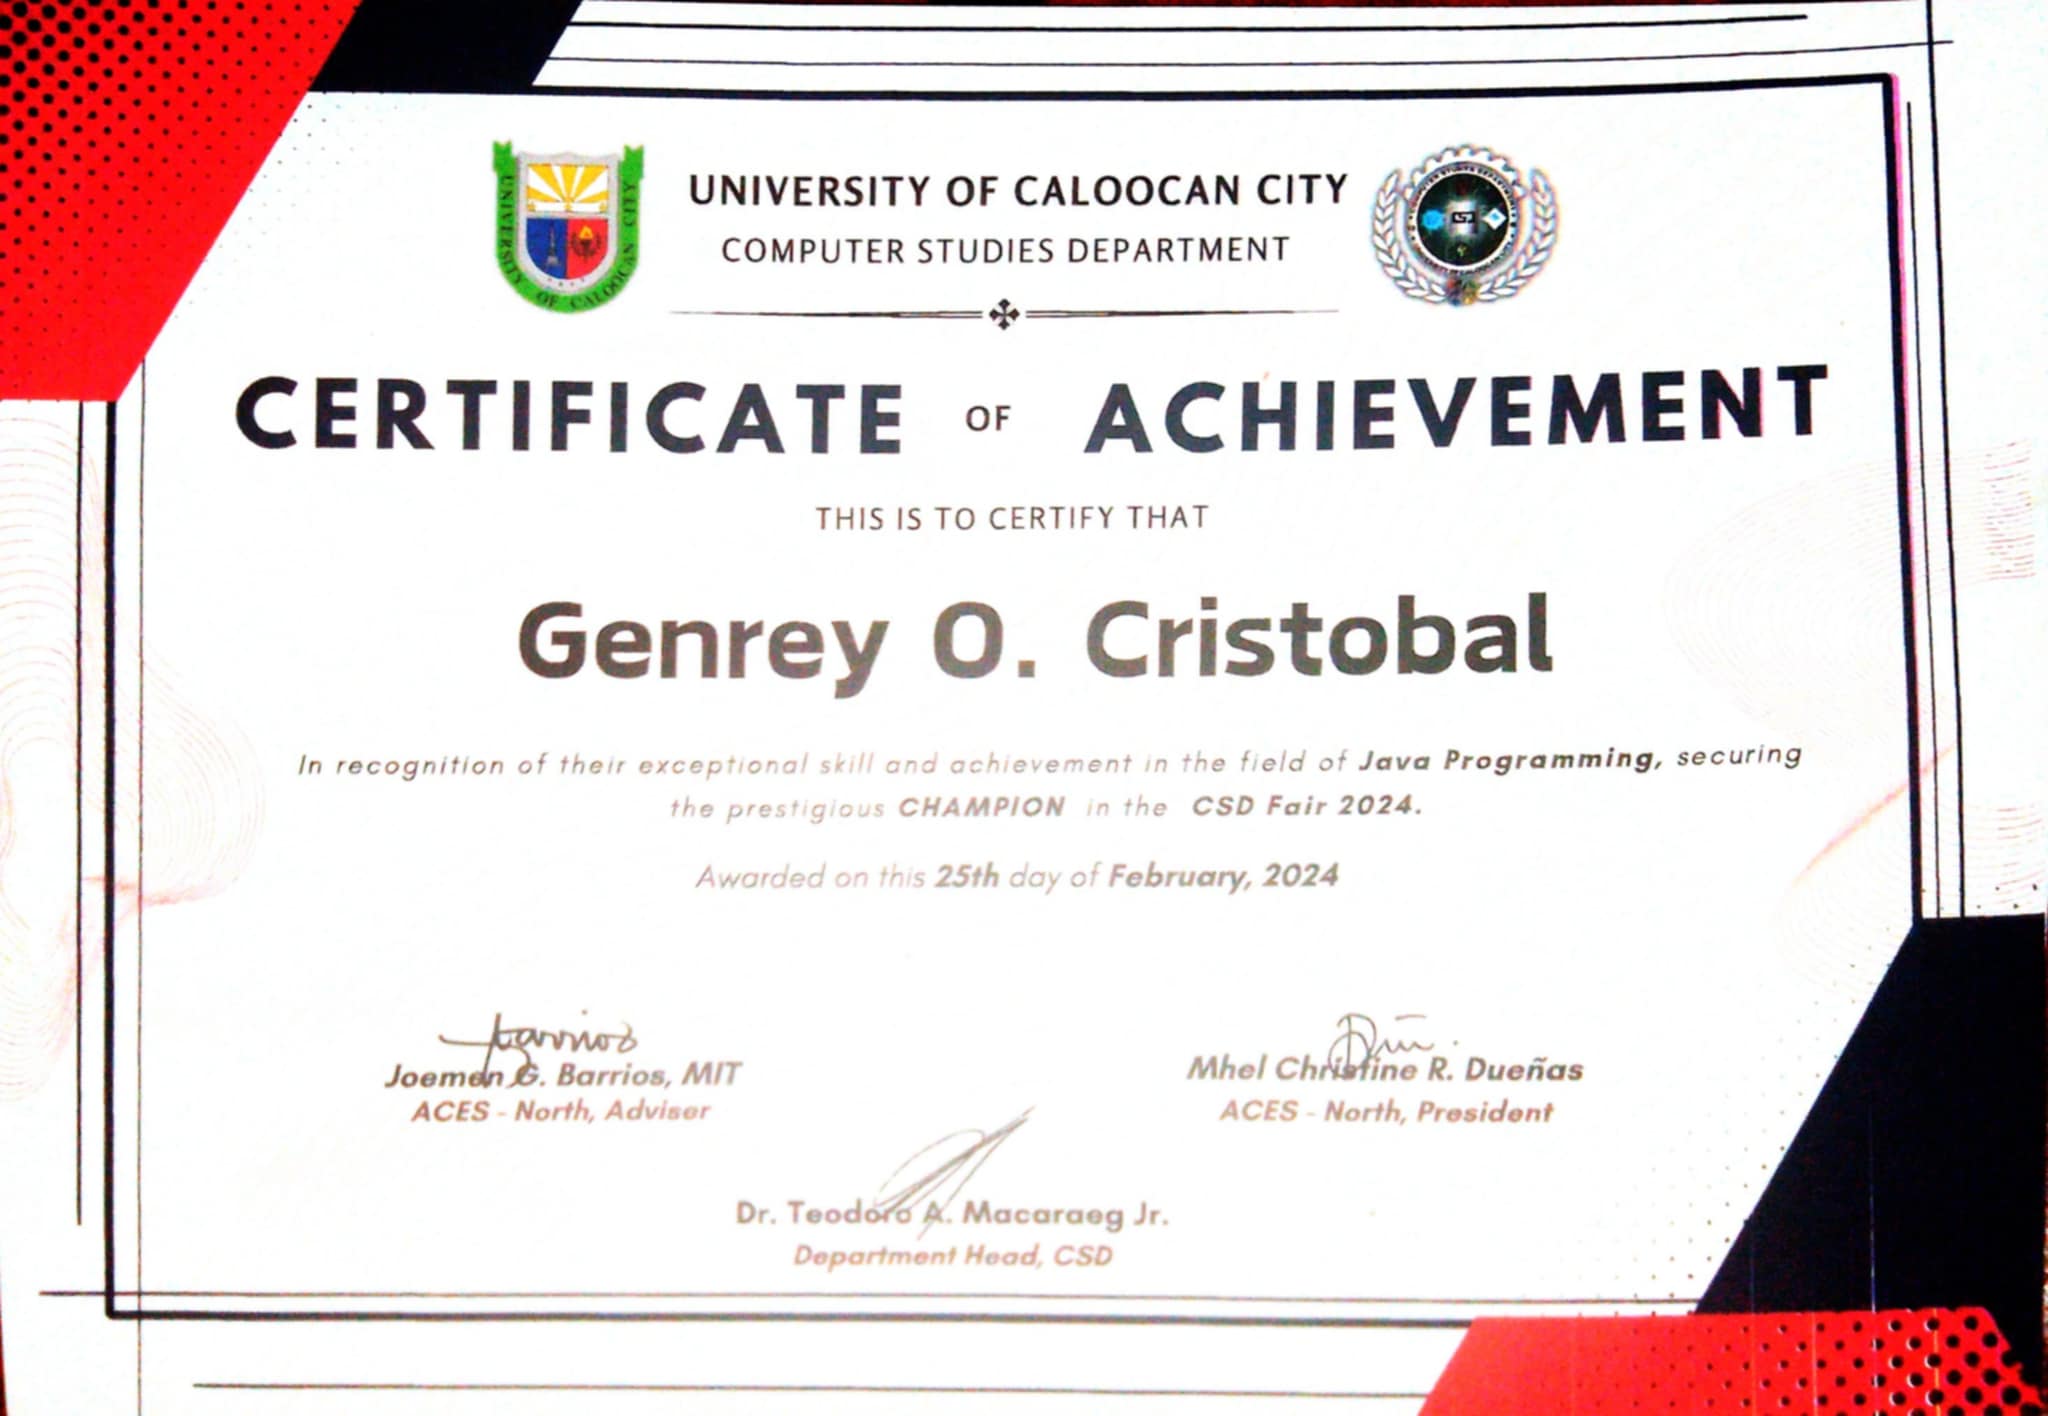 UNIVERSITY OF CALOOCAN CITY
UNIVERSITY OF CALOOCAN CITY
COMPUTER STUDIES DEPARTMENT
CERTIFICATE OF ACHIEVEMENT
THIS IS TO CERTIFY THAT
Genrey O. Cristobal
In recognition of their exceptional skill and achievement in the field of Java Programming, securing
the prestigious CHAMPION in the CSD Fair 2024.
Awarded on this 25th day of February, 2024
Barrios
Joemen G. Barrios, MIT
ACES - North, Adviser
Mhel Christine R. Dueñas
ACES - North, President
Dr. Teodoro A. Macaraeg Jr.
Department Head, CSD